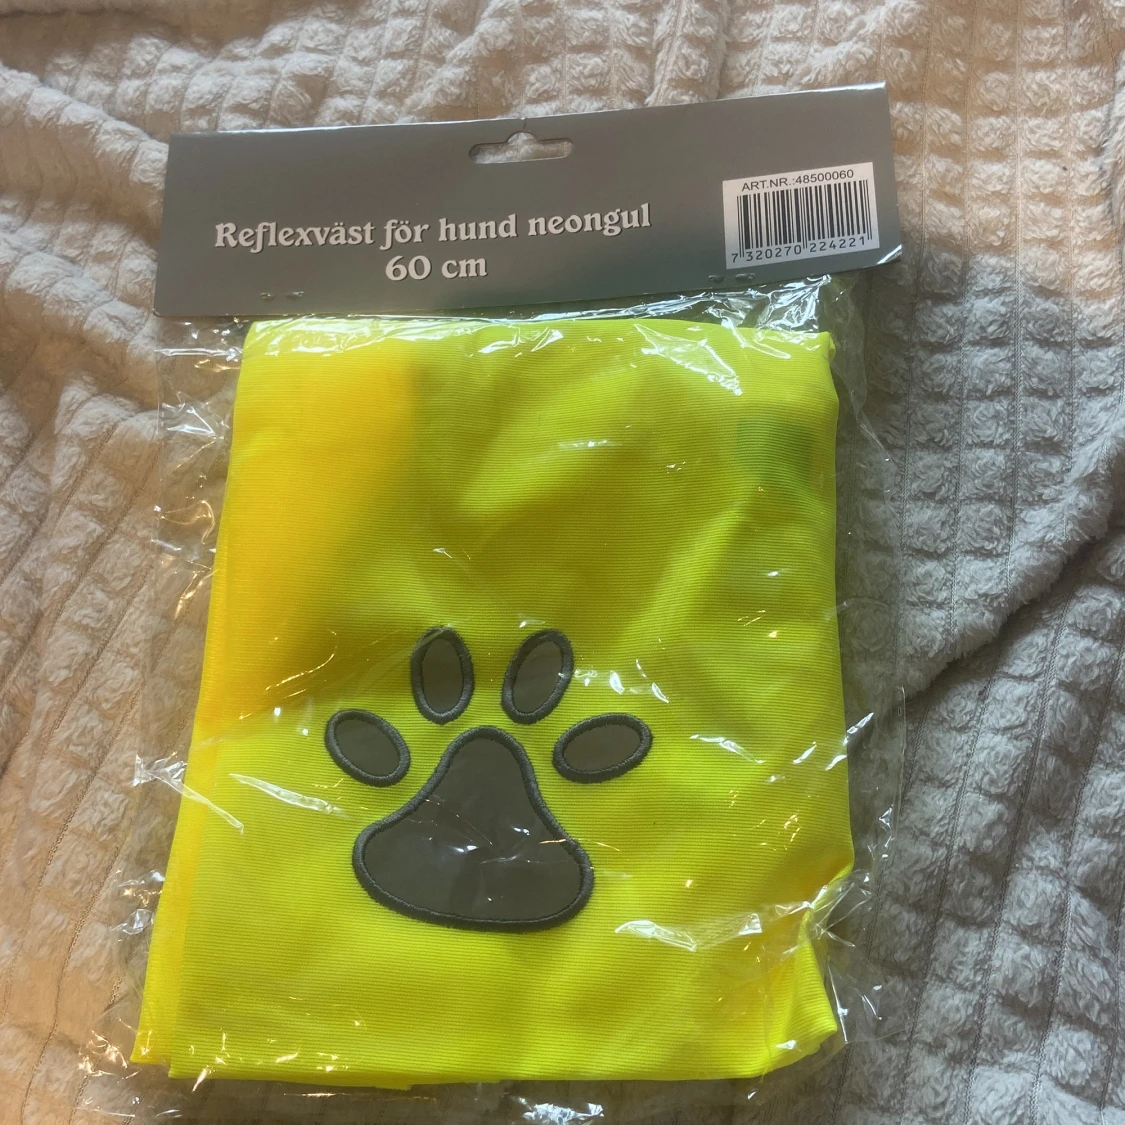 Reflexväst för hund neongul
60 cm
ART.NR.:48500060
7 320270 224221